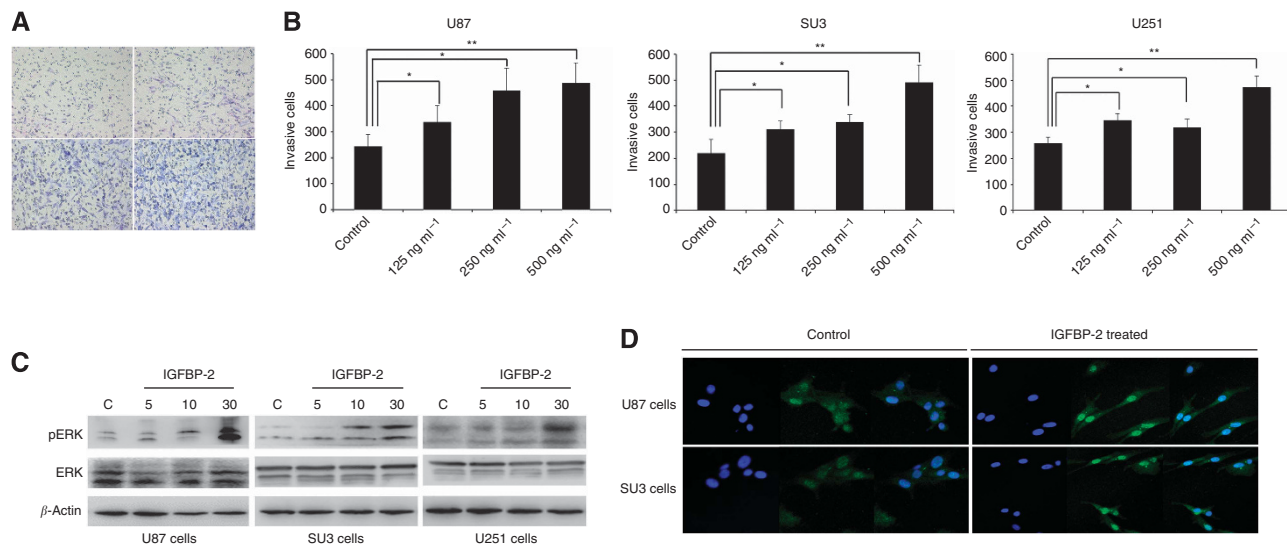 A
B
U87
Invasive cells
600
500
400
300
200
100
0
**
*
*
Control
125 ng ml⁻¹
250 ng ml⁻¹
500 ng ml⁻¹
SU3
Invasive cells
600
500
400
300
200
100
0
**
*
*
Control
125 ng ml⁻¹
250 ng ml⁻¹
500 ng ml⁻¹
U251
Invasive cells
600
500
400
300
200
100
0
**
*
*
Control
125 ng ml⁻¹
250 ng ml⁻¹
500 ng ml⁻¹
C
IGFBP-2 IGFBP-2 IGFBP-2
C 5 10 30 C 5 10 30 C 5 10 30
pERK
ERK
β-Actin
U87 cells SU3 cells U251 cells
D
Control IGFBP-2 treated
U87 cells
SU3 cells